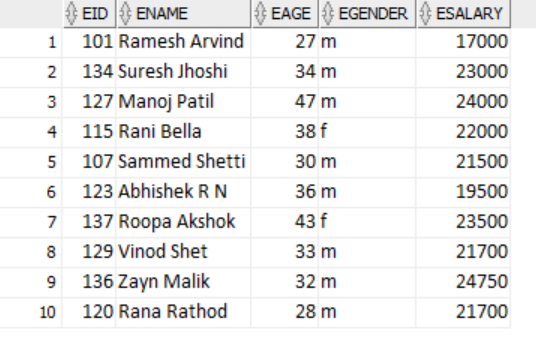 EID ENAME EAGE EGENDER ESALARY
1 101 Ramesh Arvind 27 m 17000
2 134 Suresh Jhoshi 34 m 23000
3 127 Manoj Patil 47 m 24000
4 115 Rani Bella 38 f 22000
5 107 Sammed Shetti 30 m 21500
6 123 Abhishek R N 36 m 19500
7 137 Roopa Akshok 43 f 23500
8 129 Vinod Shet 33 m 21700
9 136 Zayn Malik 32 m 24750
10 120 Rana Rathod 28 m 21700